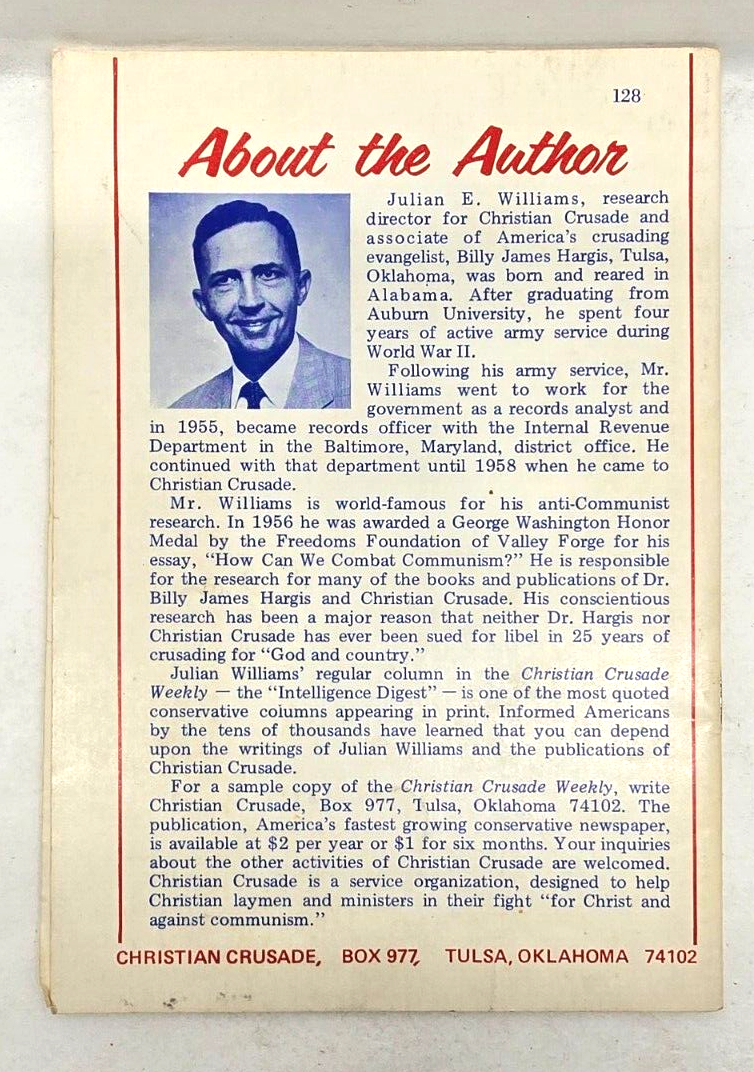 128
About the Author
Julian E. Williams, research
director for Christian Crusade and
associate of America's crusading
evangelist, Billy James Hargis, Tulsa,
Oklahoma, was born and reared in
Alabama. After graduating from
Auburn University, he spent four
years of active army service during
World War II.
Following his army service, Mr.
Williams went to work for the
government as a records analyst and
in 1955, became records officer with the Internal Revenue
Department in the Baltimore, Maryland, district office. He
continued with that department until 1958 when he came to
Christian Crusade.
Mr. Williams is world-famous for his anti-Communist
research. In 1956 he was awarded a George Washington Honor
Medal by the Freedoms Foundation of Valley Forge for his
essay, "How Can We Combat Communism?" He is responsible
for the research for many of the books and publications of Dr.
Billy James Hargis and Christian Crusade. His conscientious
research has been a major reason that neither Dr. Hargis nor
Christian Crusade has ever been sued for libel in 25 years of
crusading for "God and country."
Julian Williams' regular column in the Christian Crusade
Weekly — the "Intelligence Digest" — is one of the most quoted
conservative columns appearing in print. Informed Americans
by the tens of thousands have learned that you can depend
upon the writings of Julian Williams and the publications of
Christian Crusade.
For a sample copy of the Christian Crusade Weekly, write
Christian Crusade, Box 977, Tulsa, Oklahoma 74102. The
publication, America's fastest growing conservative newspaper,
is available at $2 per year or $1 for six months. Your inquiries
about the other activities of Christian Crusade are welcomed.
Christian Crusade is a service organization, designed to help
Christian laymen and ministers in their fight "for Christ and
against communism."
CHRISTIAN CRUSADE, BOX 977, TULSA, OKLAHOMA 74102